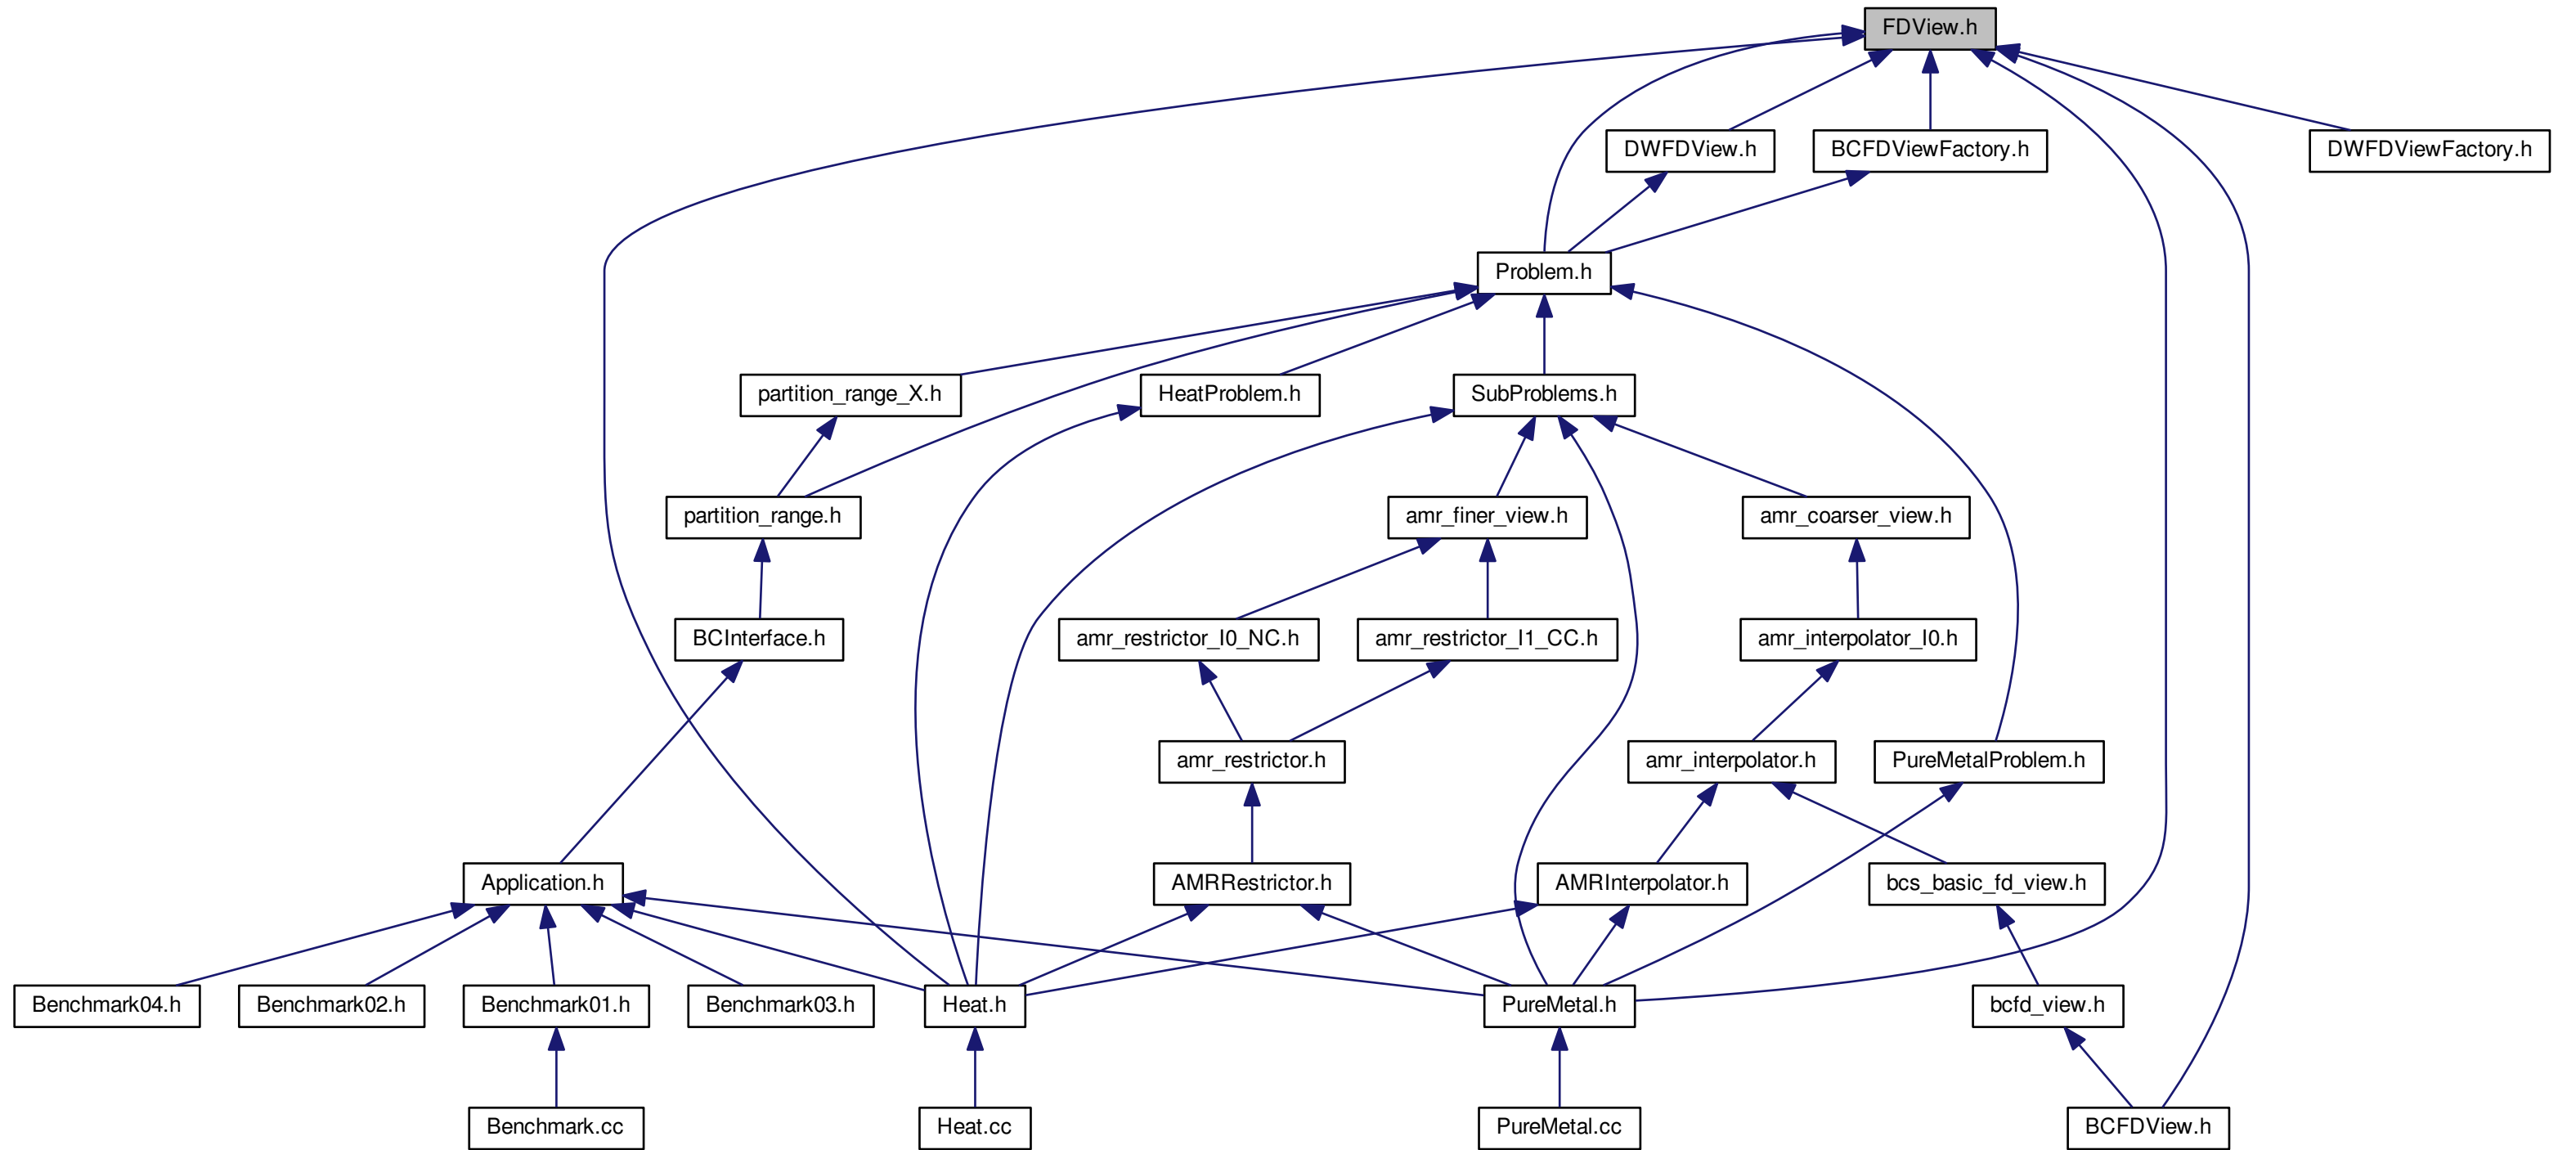 FDView.h
DWFDView.h
BCFDViewFactory.h
DWFDViewFactory.h
Problem.h
partition_range_X.h
HeatProblem.h
SubProblems.h
partition_range.h
amr_finer_view.h
amr_coarser_view.h
BCInterface.h
amr_restrictor_I0_NC.h
amr_restrictor_I1_CC.h
amr_interpolator_I0.h
amr_restrictor.h
amr_interpolator.h
PureMetalProblem.h
Application.h
AMRRestrictor.h
AMRInterpolator.h
bcs_basic_fd_view.h
Benchmark04.h
Benchmark02.h
Benchmark01.h
Benchmark03.h
Heat.h
PureMetal.h
bcfd_view.h
Benchmark.cc
Heat.cc
PureMetal.cc
BCFDView.h